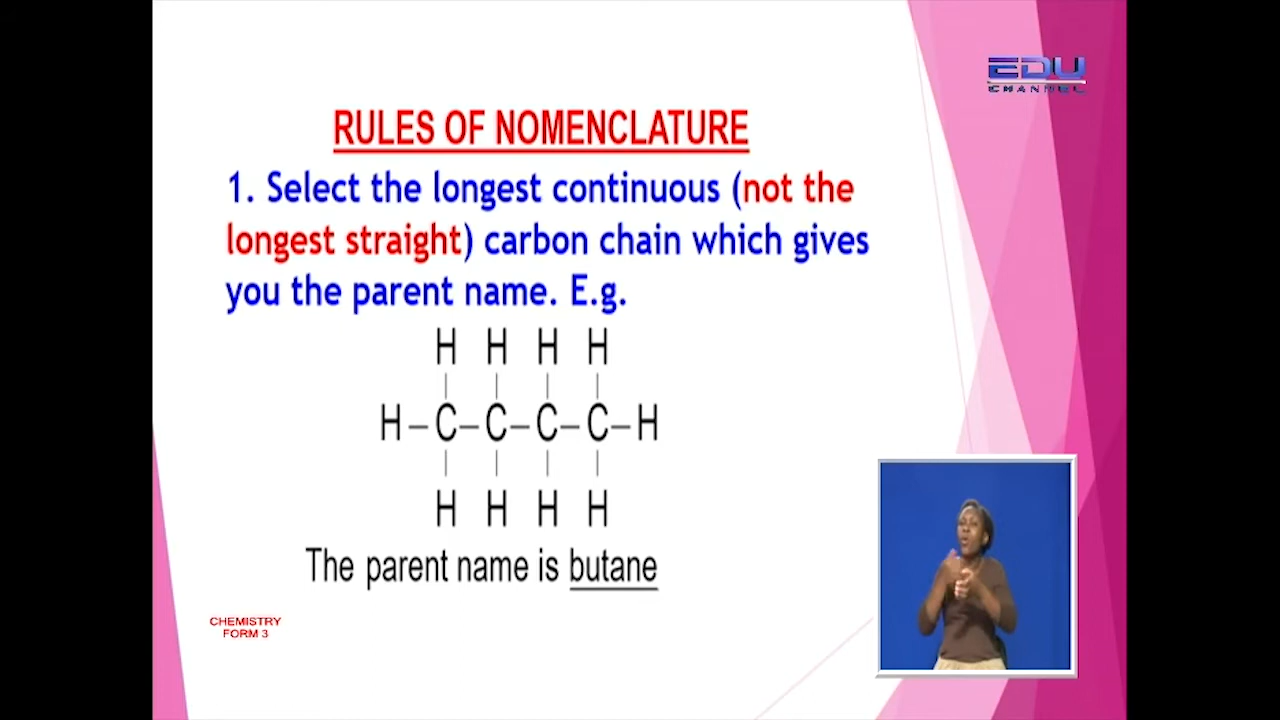 EDU
CHANNEL
RULES OF NOMENCLATURE
1. Select the longest continuous (not the
longest straight) carbon chain which gives
you the parent name. E.g.
H H H H
H–C–C–C–C–H
H H H H
The parent name is butane
CHEMISTRY
FORM 3